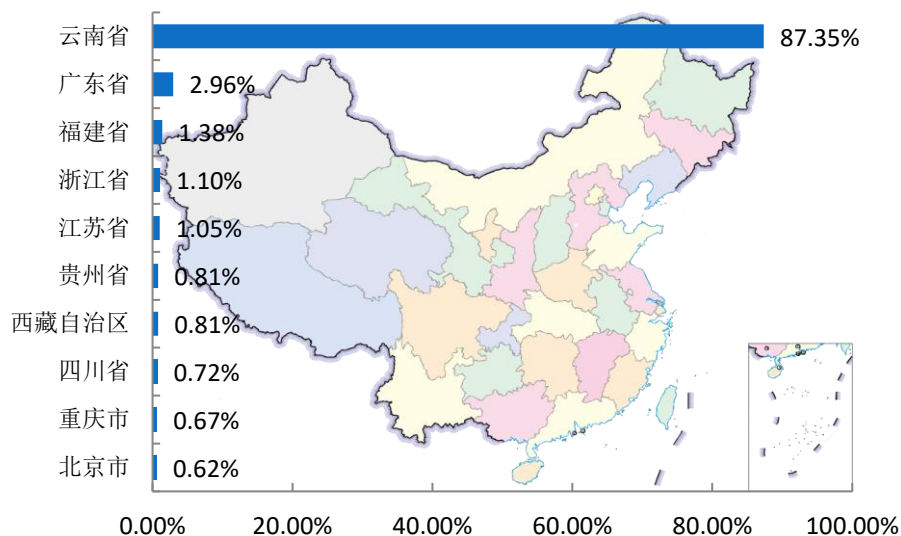 云南省 87.35%
广东省 2.96%
福建省 1.38%
浙江省 1.10%
江苏省 1.05%
贵州省 0.81%
西藏自治区 0.81%
四川省 0.72%
重庆市 0.67%
北京市 0.62%
0.00% 20.00% 40.00% 60.00% 80.00% 100.00%